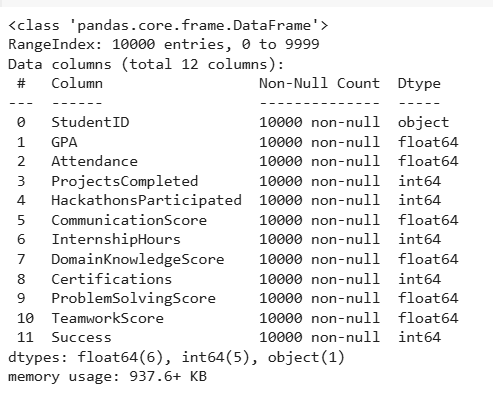 <class 'pandas.core.frame.DataFrame'>
RangeIndex: 10000 entries, 0 to 9999
Data columns (total 12 columns):
 #   Column                  Non-Null Count  Dtype
---  ------                  --------------  -----
 0   StudentID               10000 non-null  object
 1   GPA                     10000 non-null  float64
 2   Attendance              10000 non-null  float64
 3   ProjectsCompleted       10000 non-null  int64
 4   HackathonsParticipated  10000 non-null  int64
 5   CommunicationScore      10000 non-null  float64
 6   InternshipHours         10000 non-null  int64
 7   DomainKnowledgeScore    10000 non-null  float64
 8   Certifications          10000 non-null  int64
 9   ProblemSolvingScore     10000 non-null  float64
 10  TeamworkScore           10000 non-null  float64
 11  Success                 10000 non-null  int64
dtypes: float64(6), int64(5), object(1)
memory usage: 937.6+ KB